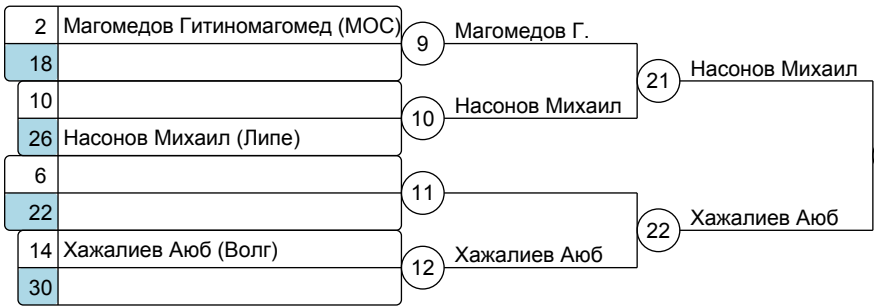 2 Магомедов Гитиномагомед (МОС)
9 Магомедов Г.
18
21 Насонов Михаил
10
10 Насонов Михаил
26 Насонов Михаил (Липе)
6
11
22
22 Хажалиев Аюб
14 Хажалиев Аюб (Волг)
12 Хажалиев Аюб
30